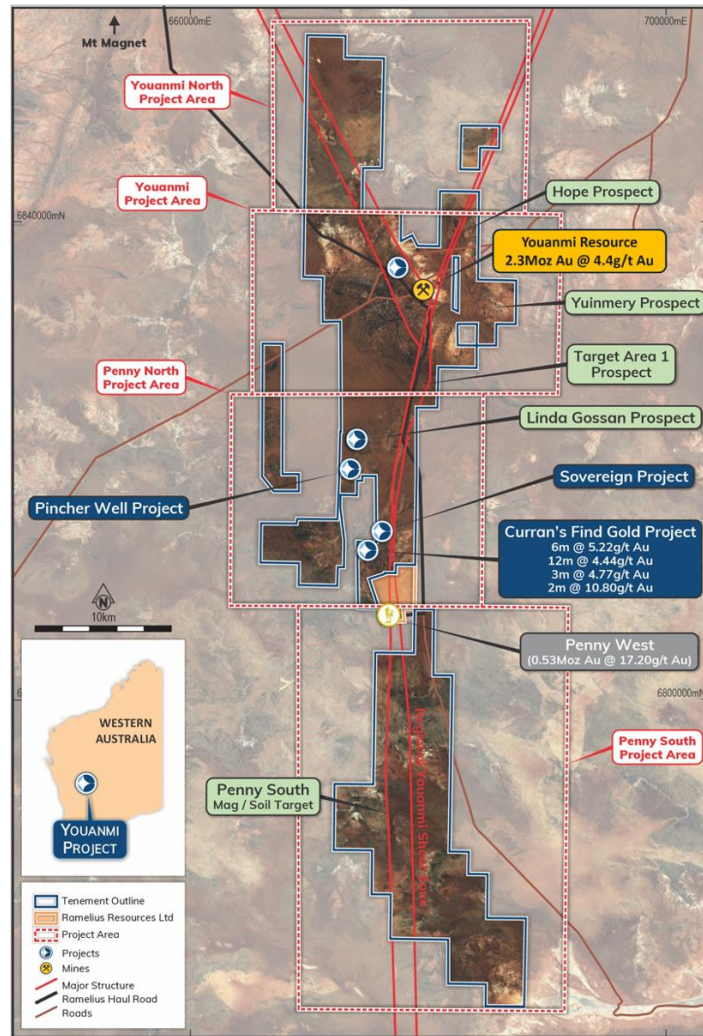 660000mE
700000mE
Mt Magnet
Youanmi North
Project Area
Youanmi
Project Area
Hope Prospect
6840000mN
Youanmi Resource
2.3Moz Au @ 4.4g/t Au
Yuinmery Prospect
Target Area 1
Prospect
Penny North
Project Area
Linda Gossan Prospect
Pincher Well Project
Sovereign Project
Curran's Find Gold Project
6m @ 5.22g/t Au
12m @ 4.44g/t Au
3m @ 4.77g/t Au
2m @ 10.80g/t Au
N
10km
Penny West
(0.53Moz Au @ 17.20g/t Au)
6800000mN
WESTERN
AUSTRALIA
YOUANMI
PROJECT
Penny South
Project Area
Penny South
Mag / Soil Target
Youanmi Shear Zone
Tenement Outline
Ramelius Resources Ltd
Project Area
Projects
Mines
Major Structure
Ramelius Haul Road
Roads